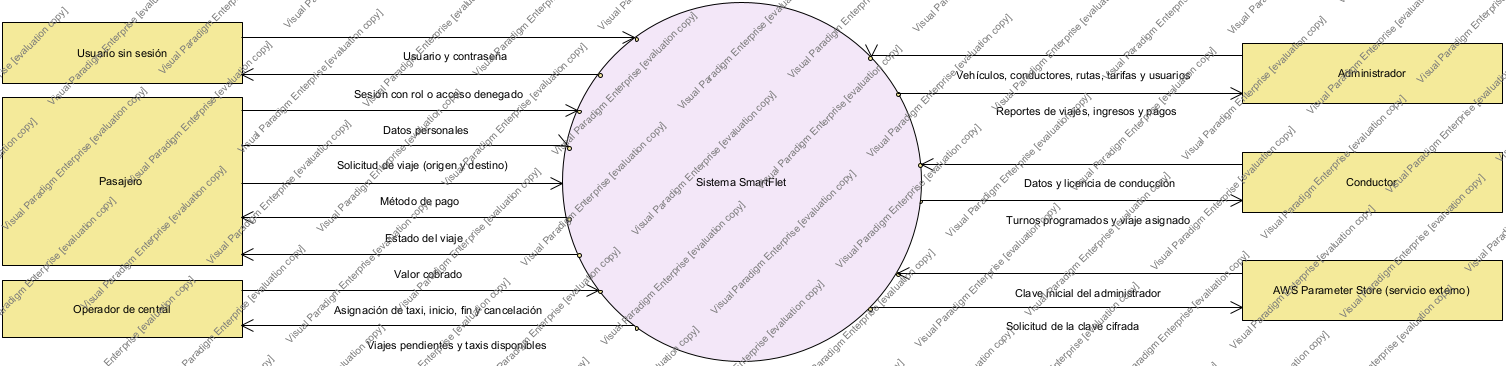 Usuario sin sesión
Usuario y contraseña
Sesión con rol o acceso denegado
Pasajero
Datos personales
Solicitud de viaje (origen y destino)
Método de pago
Estado del viaje
Valor cobrado
Operador de central
Asignación de taxi, inicio, fin y cancelación
Viajes pendientes y taxis disponibles
Sistema SmartFlet
Administrador
Vehículos, conductores, rutas, tarifas y usuarios
Reportes de viajes, ingresos y pagos
Conductor
Datos y licencia de conducción
Turnos programados y viaje asignado
AWS Parameter Store (servicio externo)
Clave inicial del administrador
Solicitud de la clave cifrada
Visual Paradigm Enterprise [evaluation copy]